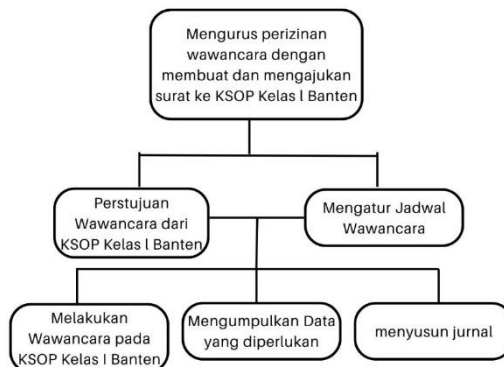 Mengurus perizinan
wawancara dengan
membuat dan mengajukan
surat ke KSOP Kelas l Banten
Perstujuan
Wawancara dari
KSOP Kelas l Banten
Mengatur Jadwal
Wawancara
Melakukan
Wawancara pada
KSOP Kelas l Banten
Mengumpulkan Data
yang diperlukan
menyusun jurnal